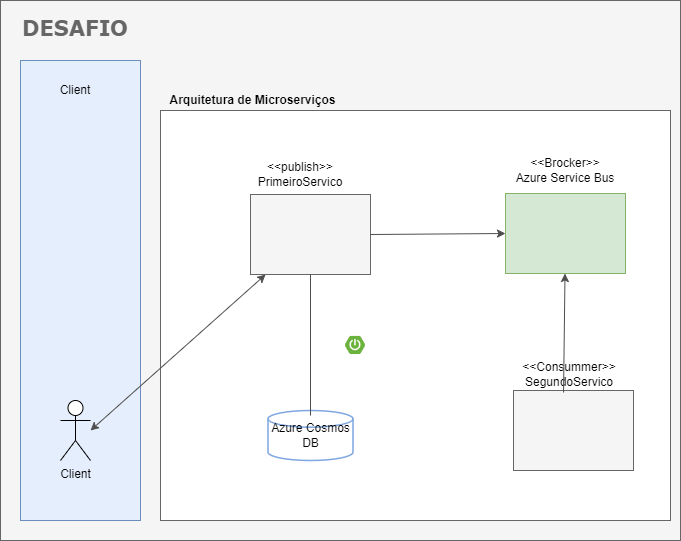 DESAFIO
Client
Arquitetura de Microserviços
<<publish>>
PrimeiroServico
<<Brocker>>
Azure Service Bus
<<Consummer>>
SegundoServico
Azure Cosmos
DB
Client